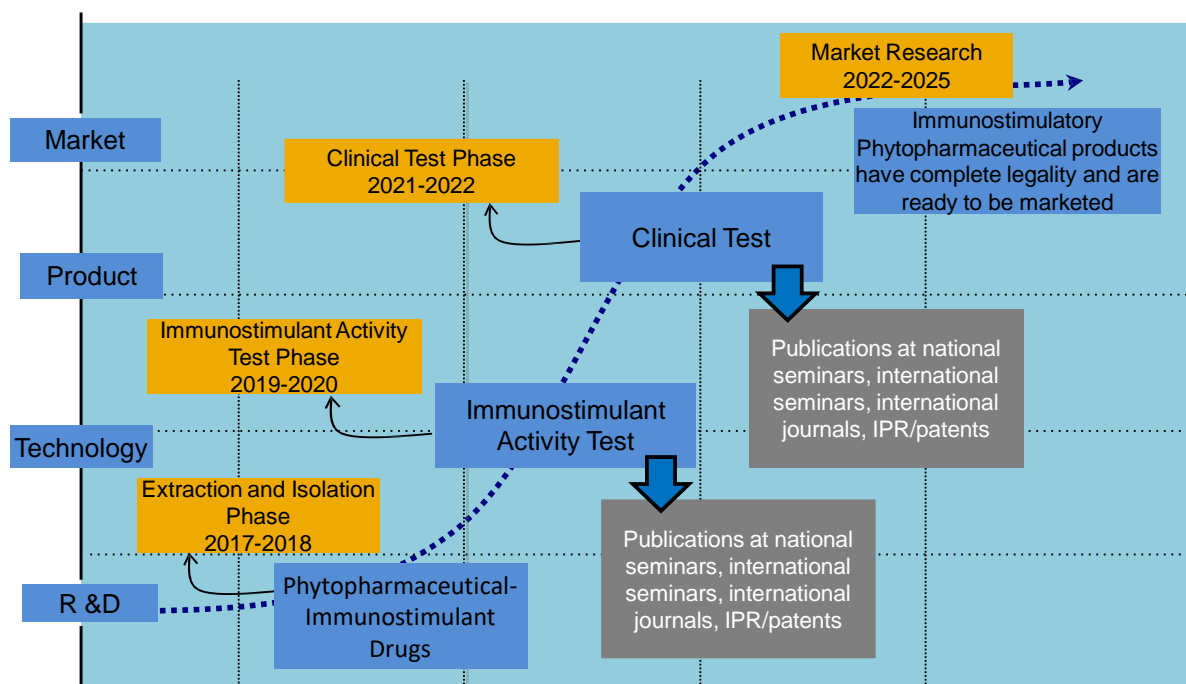 Market Research
2022-2025
Market
Immunostimulatory
Phytopharmaceutical products
have complete legality and are
ready to be marketed
Clinical Test Phase
2021-2022
Clinical Test
Product
Immunostimulant Activity
Test Phase
2019-2020
Publications at national
seminars, international
seminars, international
journals, IPR/patents
Immunostimulant
Activity Test
Technology
Extraction and Isolation
Phase
2017-2018
Publications at national
seminars, international
seminars, international
journals, IPR/patents
R &D
Phytopharmaceutical-
Immunostimulant
Drugs